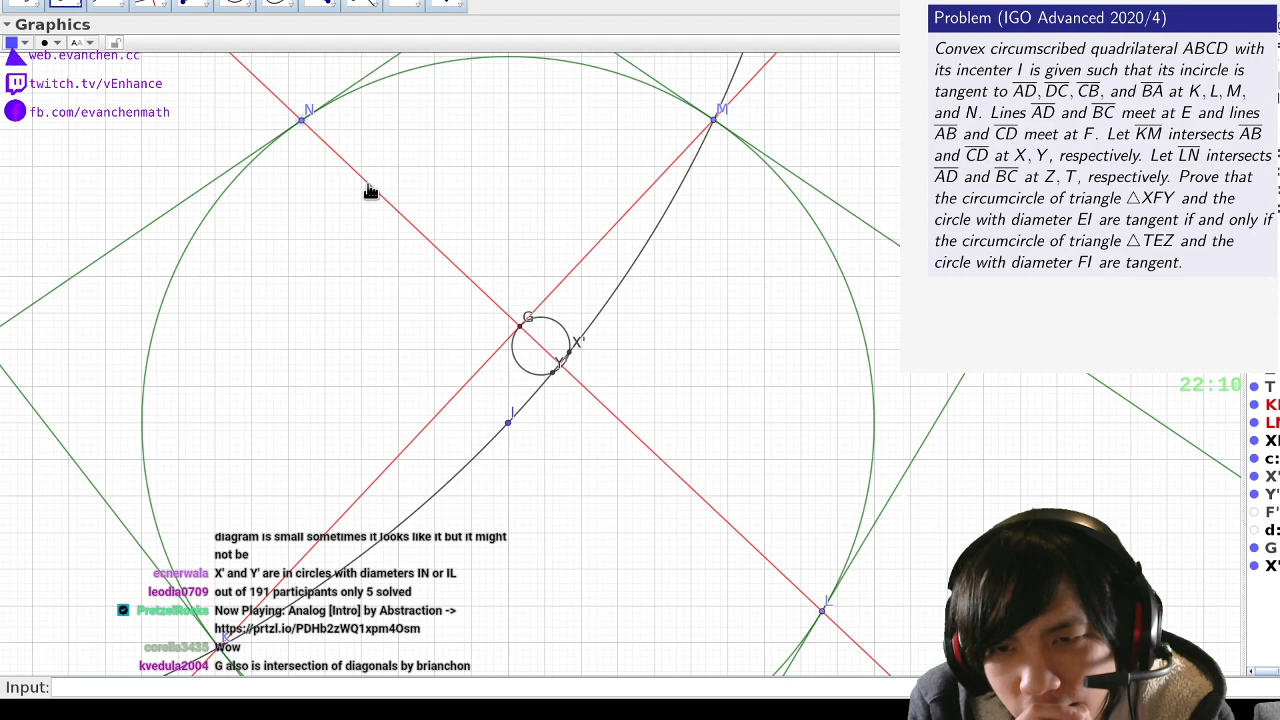 Graphics
web.evanchen.cc
twitch.tv/vEnhance
fb.com/evanchenmath
N
M
G
X'
Y'
I
L
K
Problem (IGO Advanced 2020/4)
Convex circumscribed quadrilateral ABCD with
its incenter I is given such that its incircle is
tangent to AD, DC, CB, and BA at K, L, M,
and N. Lines AD and BC meet at E and lines
AB and CD meet at F. Let KM intersects AB
and CD at X, Y, respectively. Let LN intersects
AD and BC at Z, T, respectively. Prove that
the circumcircle of triangle △XFY and the
circle with diameter EI are tangent if and only if
the circumcircle of triangle △TEZ and the
circle with diameter FI are tangent.
22:10
T
KI
LN
XI
c:
X'
Y'
F'
d:
G
X'
diagram is small sometimes it looks like it but it might
not be
ecnerwala X' and Y' are in circles with diameters IN or IL
leodia0709 out of 191 participants only 5 solved
PretzelRocks Now Playing: Analog [Intro] by Abstraction ->
https://prtzl.io/PDHb2zWQ1xpm4Osm
corolla3435 Wow
kvedula2004 G also is intersection of diagonals by brianchon
Input: